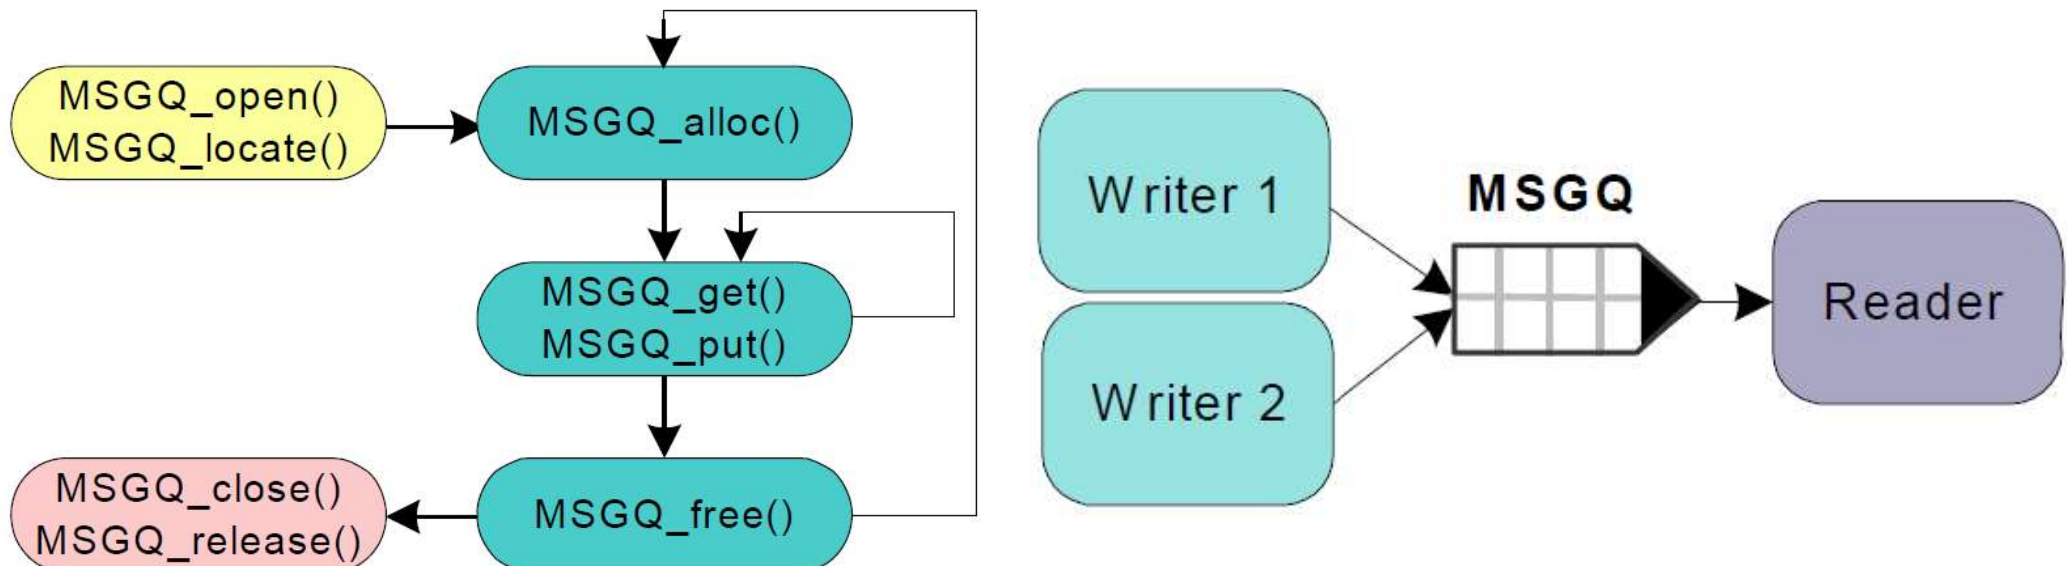 MSGQ_open()
MSGQ_locate()
MSGQ_alloc()
MSGQ_get()
MSGQ_put()
MSGQ_close()
MSGQ_release()
MSGQ_free()
Writer 1
MSGQ
Reader
Writer 2